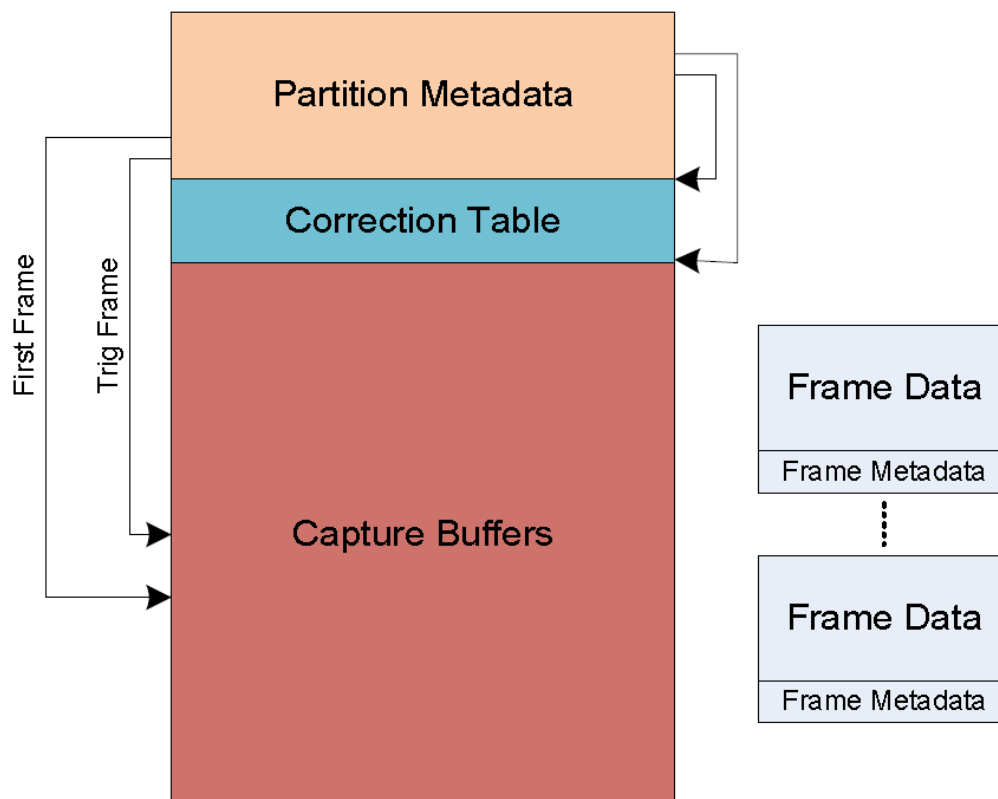 Partition Metadata
Correction Table
First Frame
Trig Frame
Capture Buffers
Frame Data
Frame Metadata
Frame Data
Frame Metadata